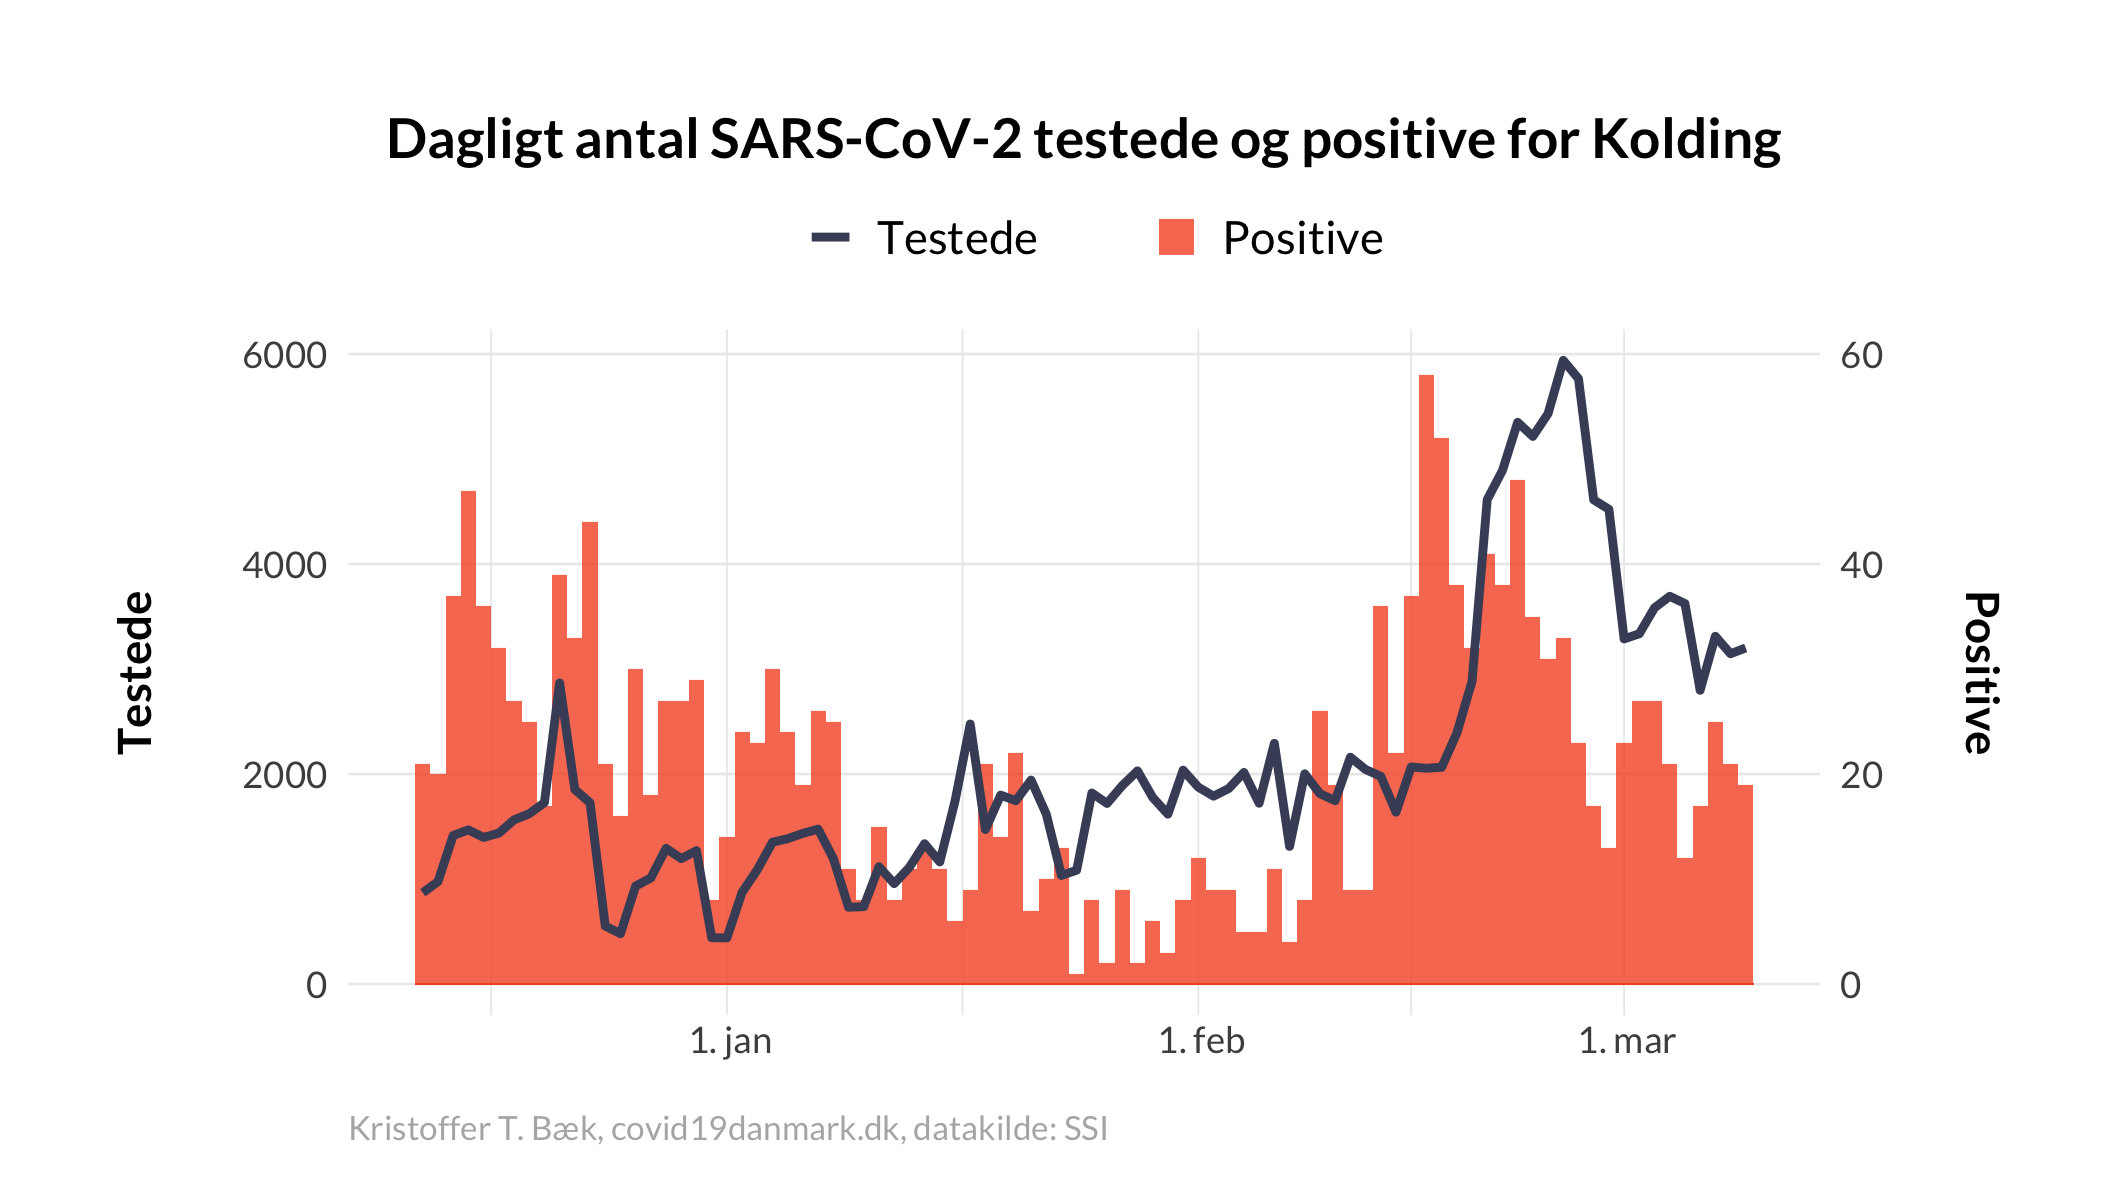 Dagligt antal SARS-CoV-2 testede og positive for Kolding
Testede
Positive
6000
4000
2000
0
Testede
60
40
20
0
Positive
1. jan
1. feb
1. mar
Kristoffer T. Bæk, covid19danmark.dk, datakilde: SSI